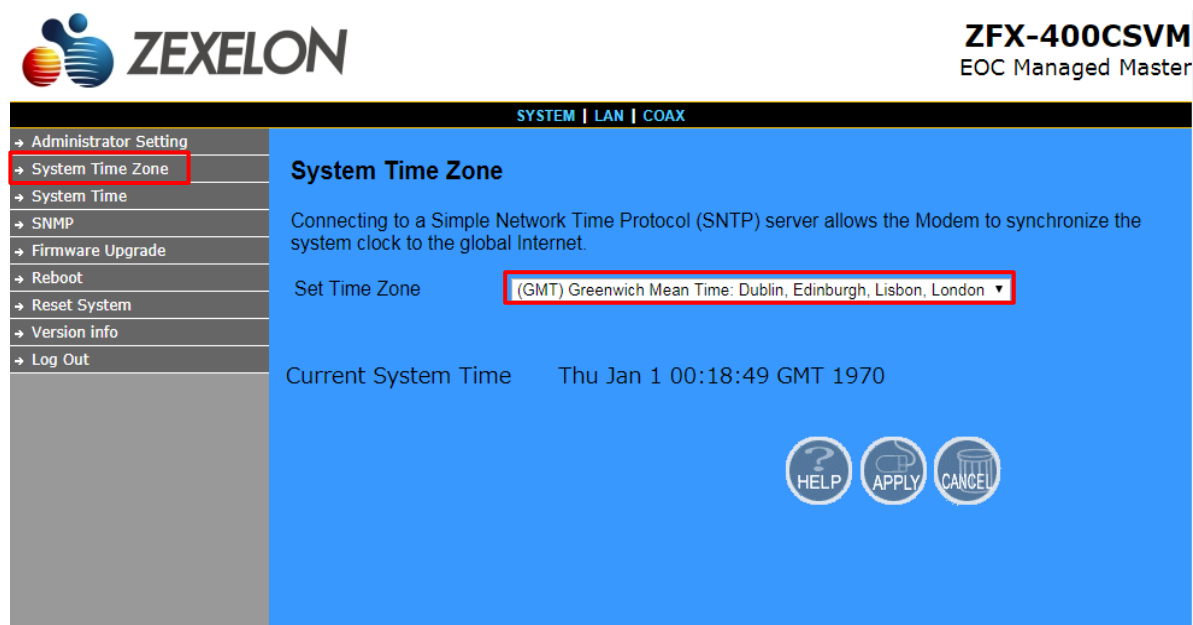 ZEXELON
ZFX-400CSVM
EOC Managed Master
SYSTEM | LAN | COAX
→ Administrator Setting
→ System Time Zone
→ System Time
→ SNMP
→ Firmware Upgrade
→ Reboot
→ Reset System
→ Version info
→ Log Out
System Time Zone
Connecting to a Simple Network Time Protocol (SNTP) server allows the Modem to synchronize the
system clock to the global Internet.
Set Time Zone (GMT) Greenwich Mean Time: Dublin, Edinburgh, Lisbon, London ▼
Current System Time Thu Jan 1 00:18:49 GMT 1970
? HELP APPLY CANCEL